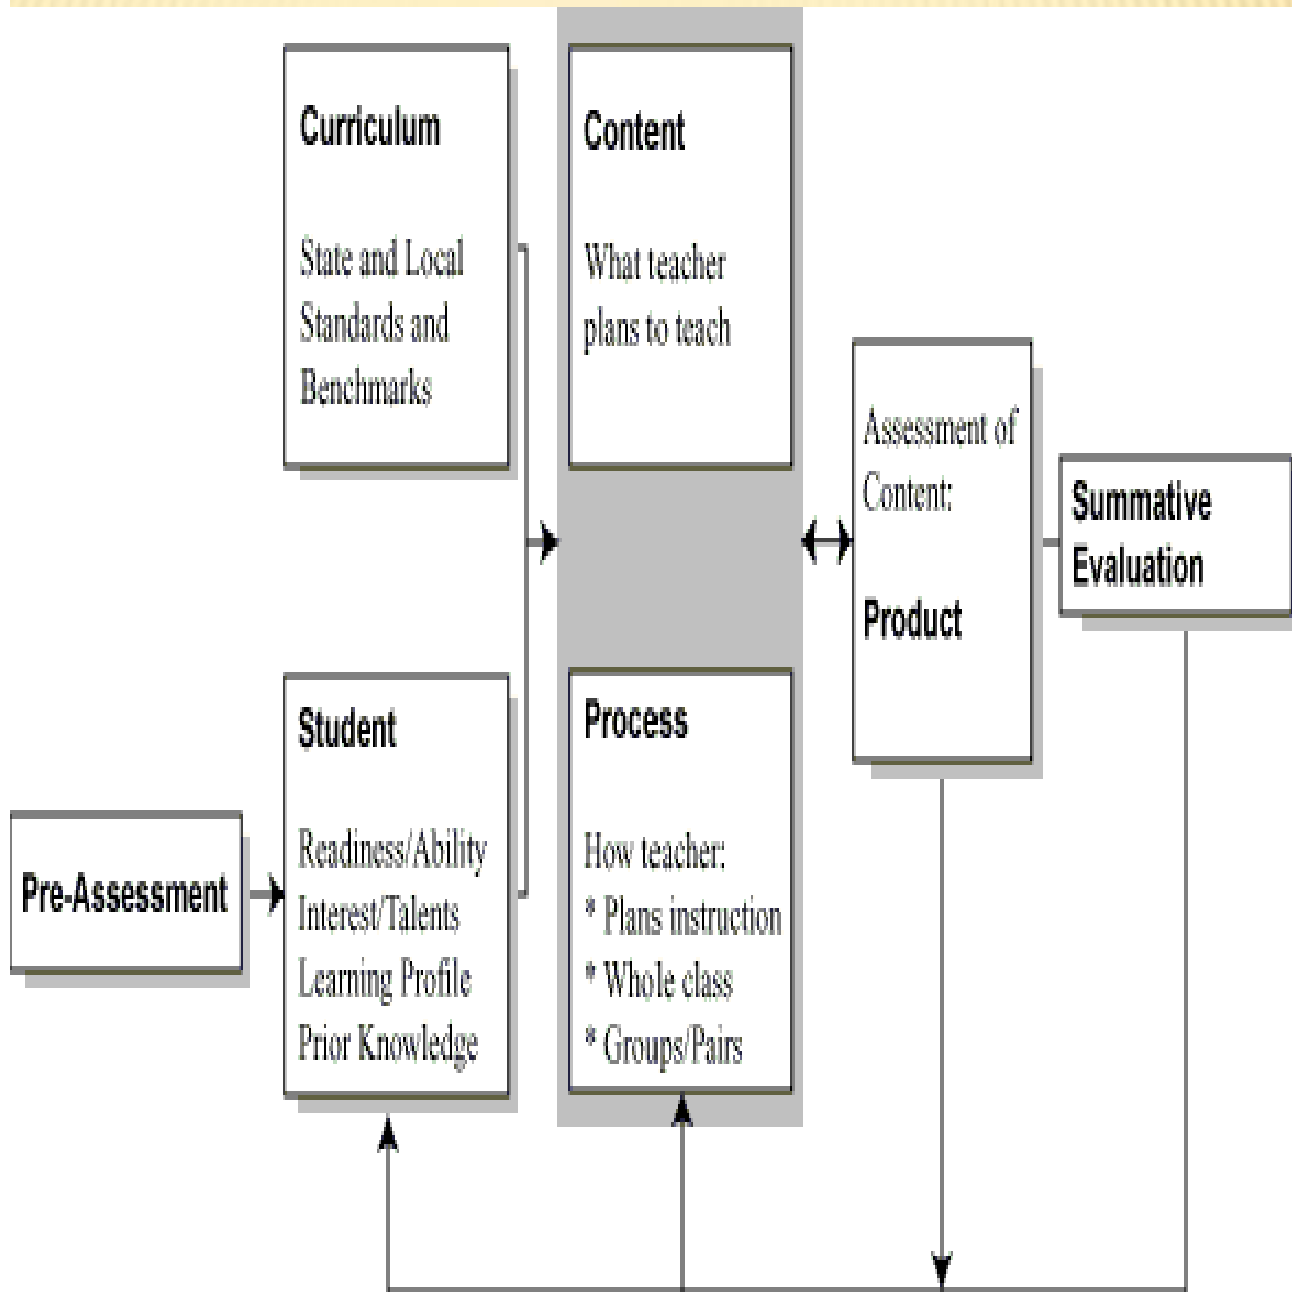 Curriculum
State and Local
Standards and
Benchmarks
Content
What teacher
plans to teach
Assessment of
Content:
Product
Summative
Evaluation
Pre-Assessment
Student
Readiness/Ability
Interest/Talents
Learning Profile
Prior Knowledge
Process
How teacher:
* Plans instruction
* Whole class
* Groups/Pairs